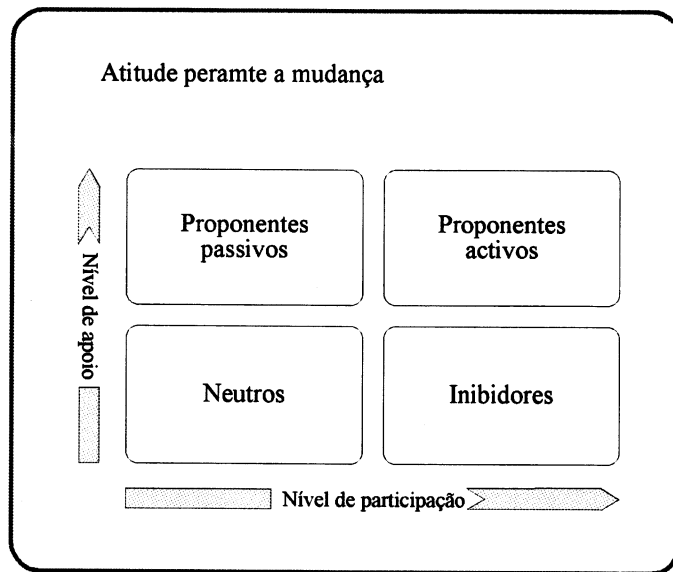 Atitude peramte a mudança
Proponentes
passivos
Proponentes
activos
Nível de apoio
Neutros
Inibidores
Nível de participação